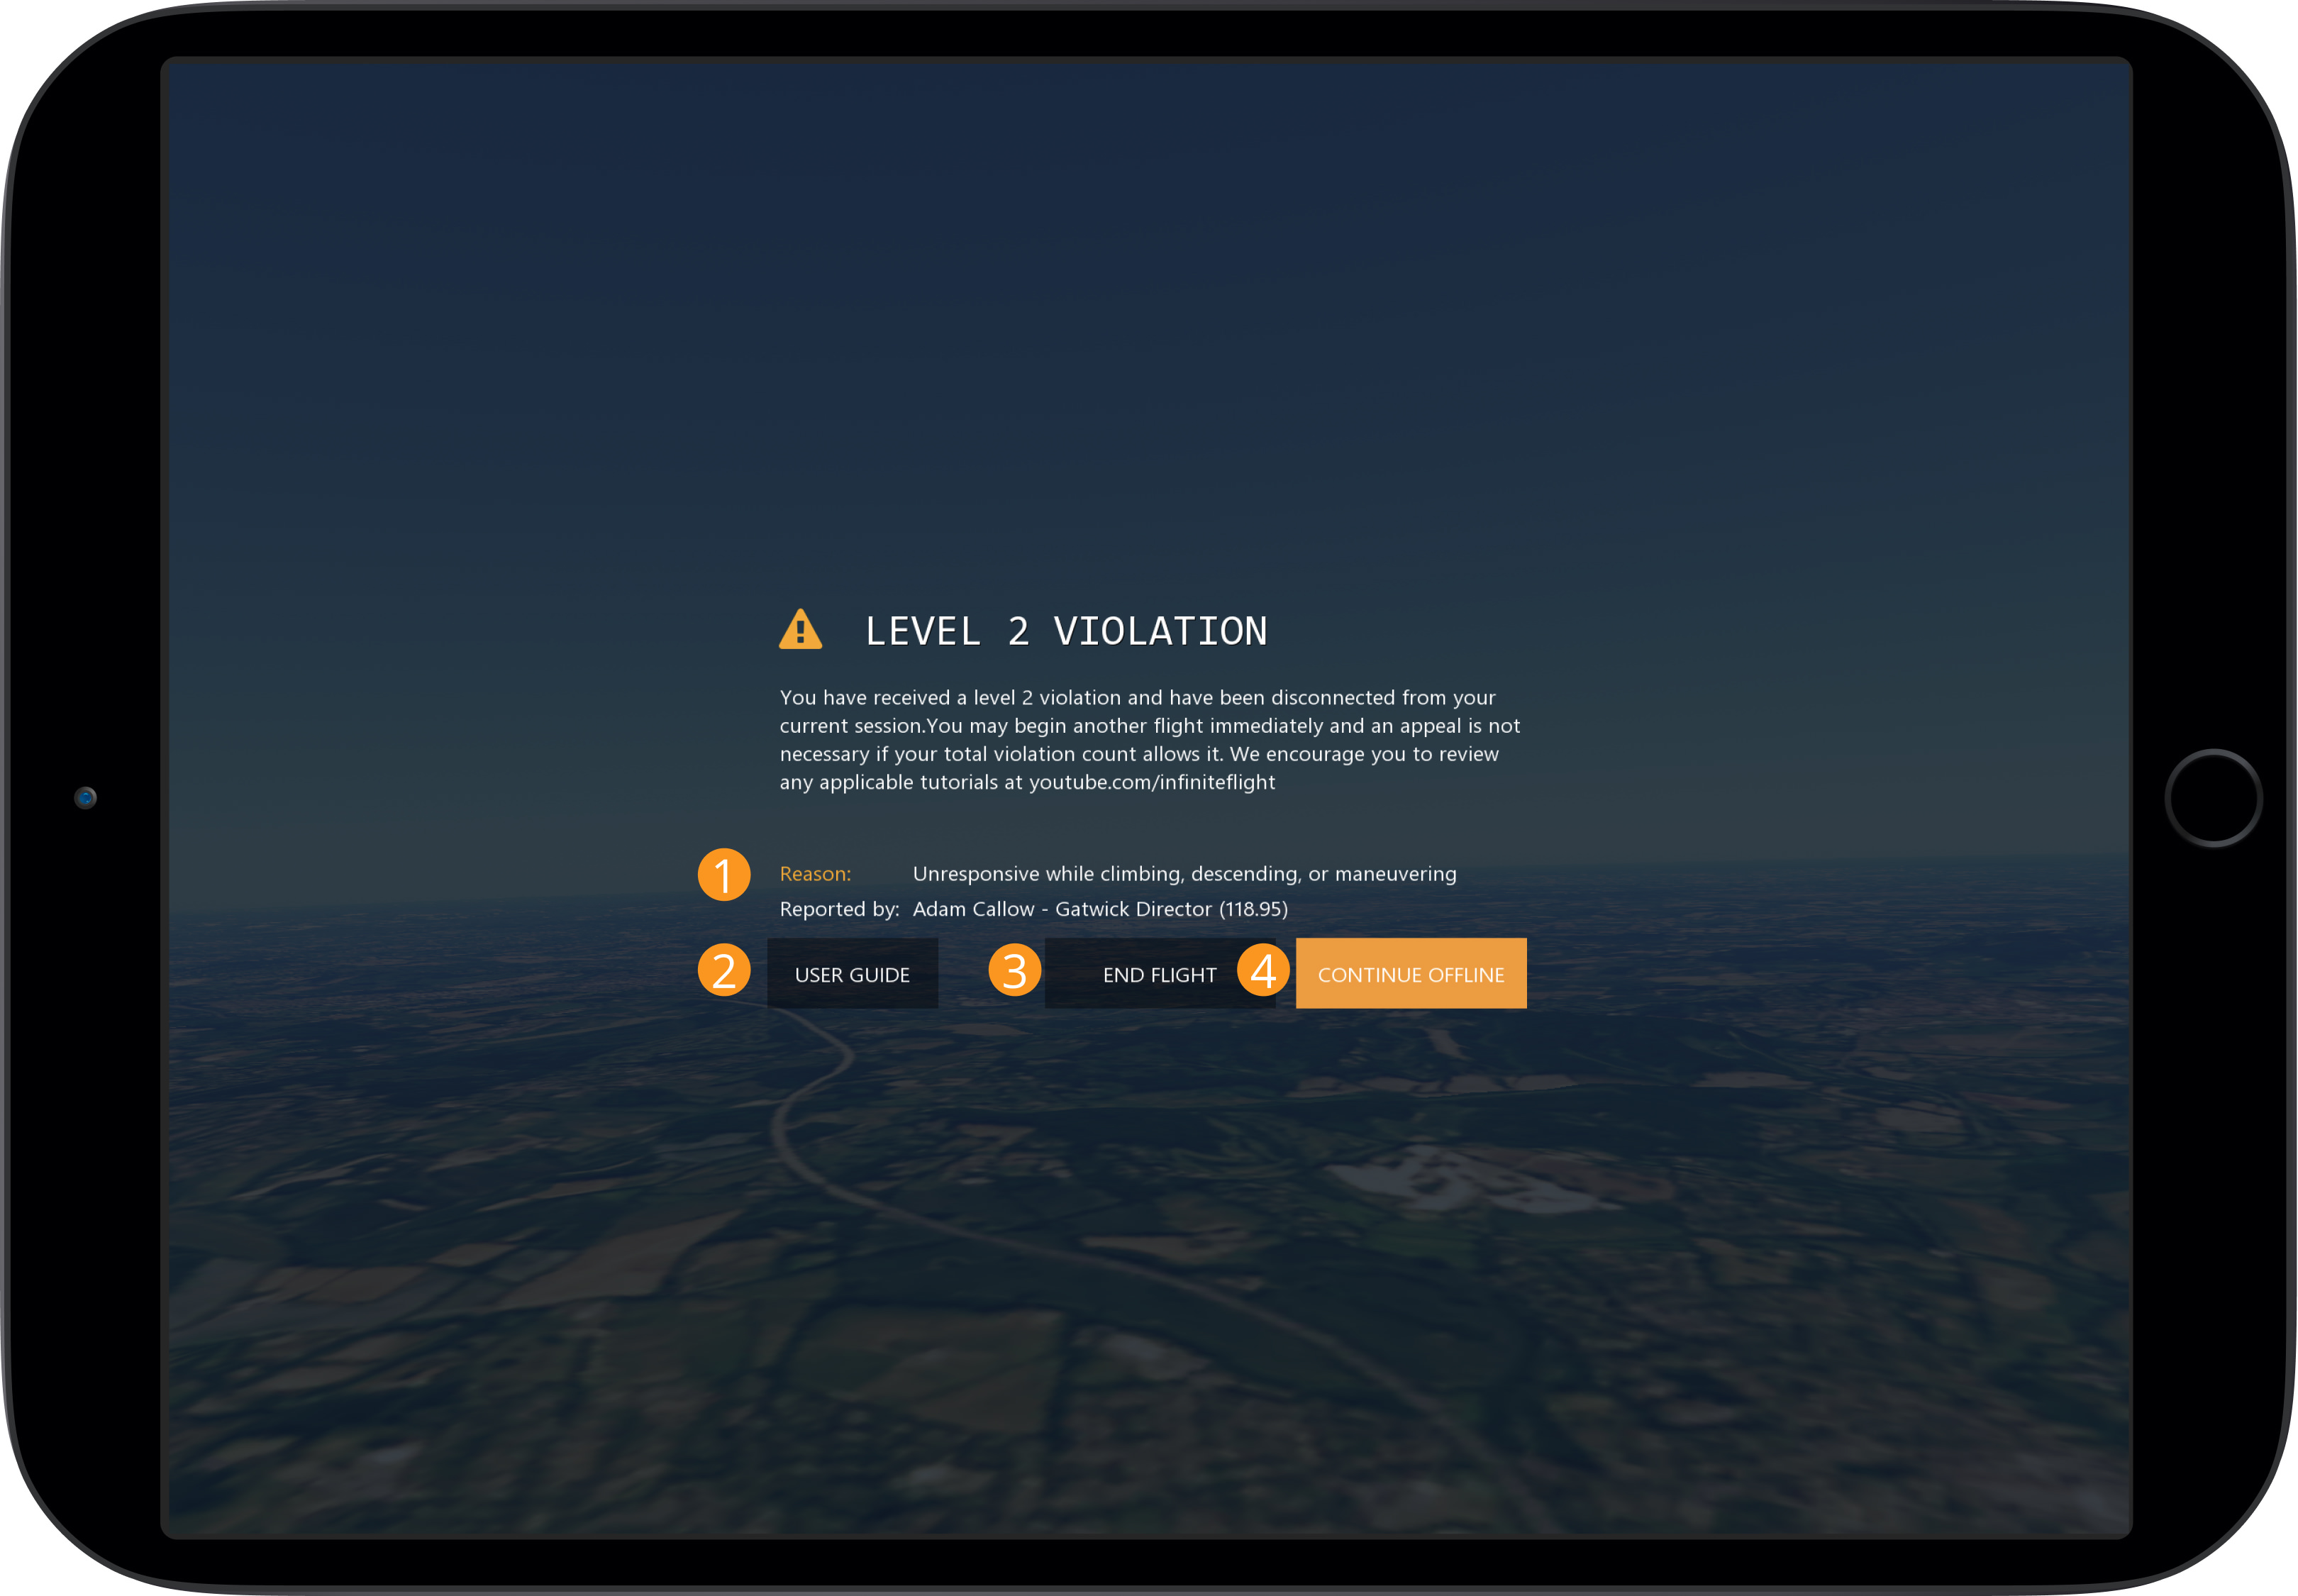 LEVEL 2 VIOLATION
You have received a level 2 violation and have been disconnected from your
current session.You may begin another flight immediately and an appeal is not
necessary if your total violation count allows it. We encourage you to review
any applicable tutorials at youtube.com/infiniteflight
1 Reason: Unresponsive while climbing, descending, or maneuvering
Reported by: Adam Callow - Gatwick Director (118.95)
2 USER GUIDE 3 END FLIGHT 4 CONTINUE OFFLINE